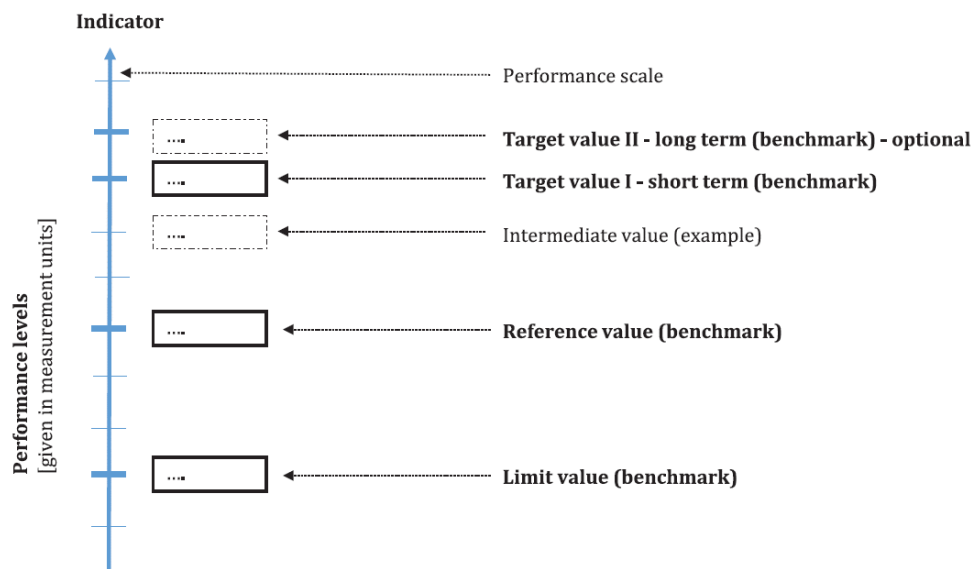 Indicator
Performance scale
....
Target value II - long term (benchmark) - optional
....
Target value I - short term (benchmark)
....
Intermediate value (example)
....
Reference value (benchmark)
....
Limit value (benchmark)
Performance levels
[given in measurement units]